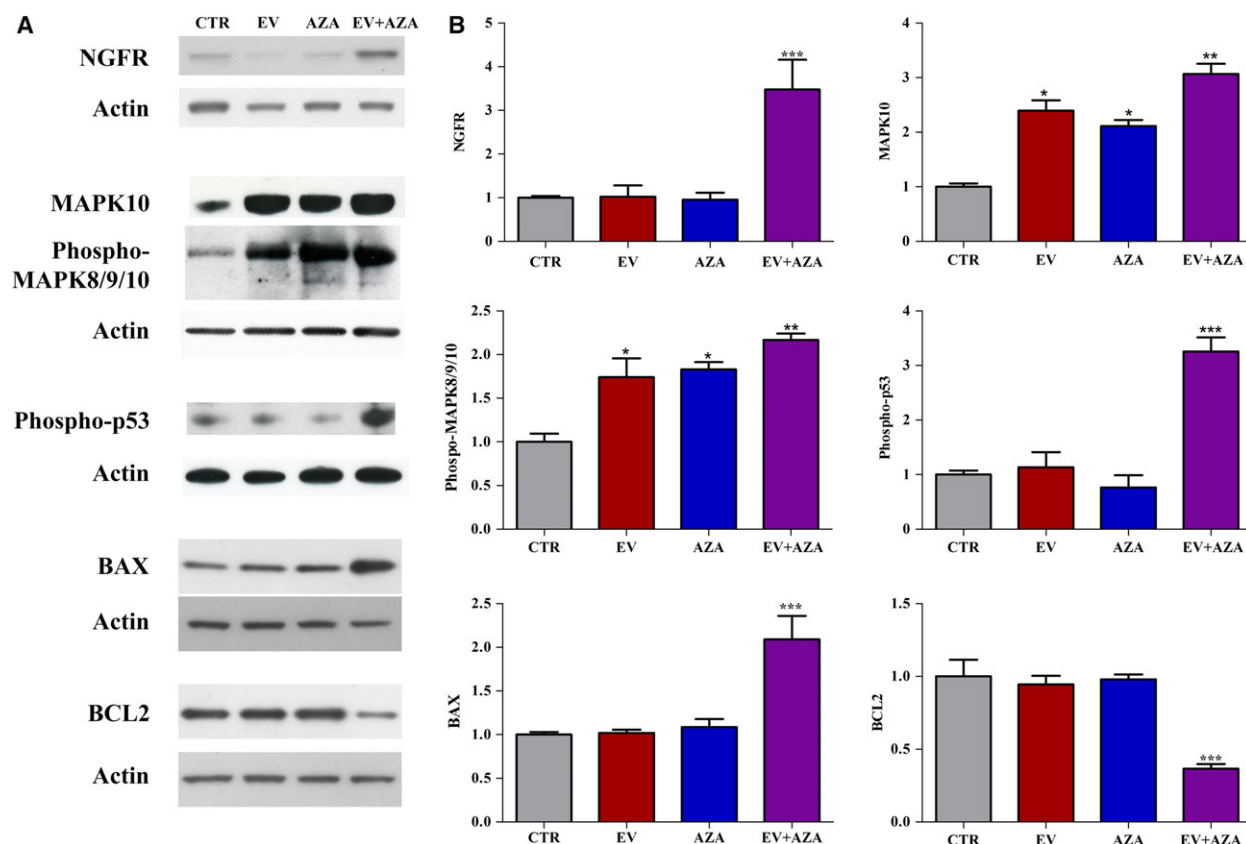 A
CTR EV AZA EV+AZA
NGFR
Actin
MAPK10
Phospho-
MAPK8/9/10
Actin
Phospho-p53
Actin
BAX
Actin
BCL2
Actin
B
NGFR
5
4
3
2
1
0
***
CTR EV AZA EV+AZA
MAPK10
4
3
2
1
0
*
*
**
CTR EV AZA EV+AZA
Phospo-MAPK8/9/10
2.5
2.0
1.5
1.0
0.5
0.0
*
*
**
CTR EV AZA EV+AZA
Phospho-p53
4
3
2
1
0
***
CTR EV AZA EV+AZA
BAX
2.5
2.0
1.5
1.0
0.5
0.0
***
CTR EV AZA EV+AZA
BCL2
1.5
1.0
0.5
0.0
***
CTR EV AZA EV+AZA